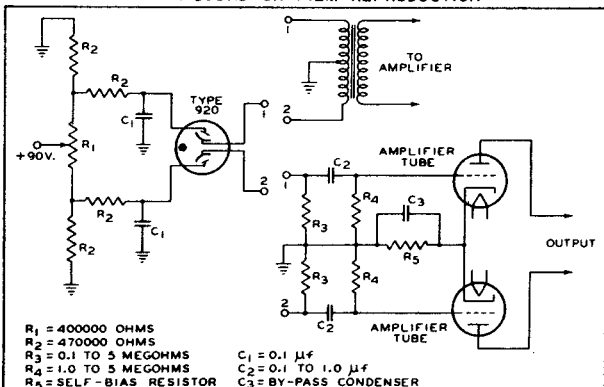 R2
R2
C1
+90V.
R1
R2
C1
R2
TYPE
920
1
2
1
2
TO
AMPLIFIER
AMPLIFIER
TUBE
1
C2
R3
R4
C3
R5
R3
R4
2
C2
OUTPUT
AMPLIFIER
TUBE
R1 = 400000 OHMS
R2 = 470000 OHMS
R3 = 0.1 TO 5 MEGOHMS
R4 = 1.0 TO 5 MEGOHMS
R5 = SELF-BIAS RESISTOR
C1 = 0.1 µf
C2 = 0.1 TO 1.0 µf
C3 = BY-PASS CONDENSER